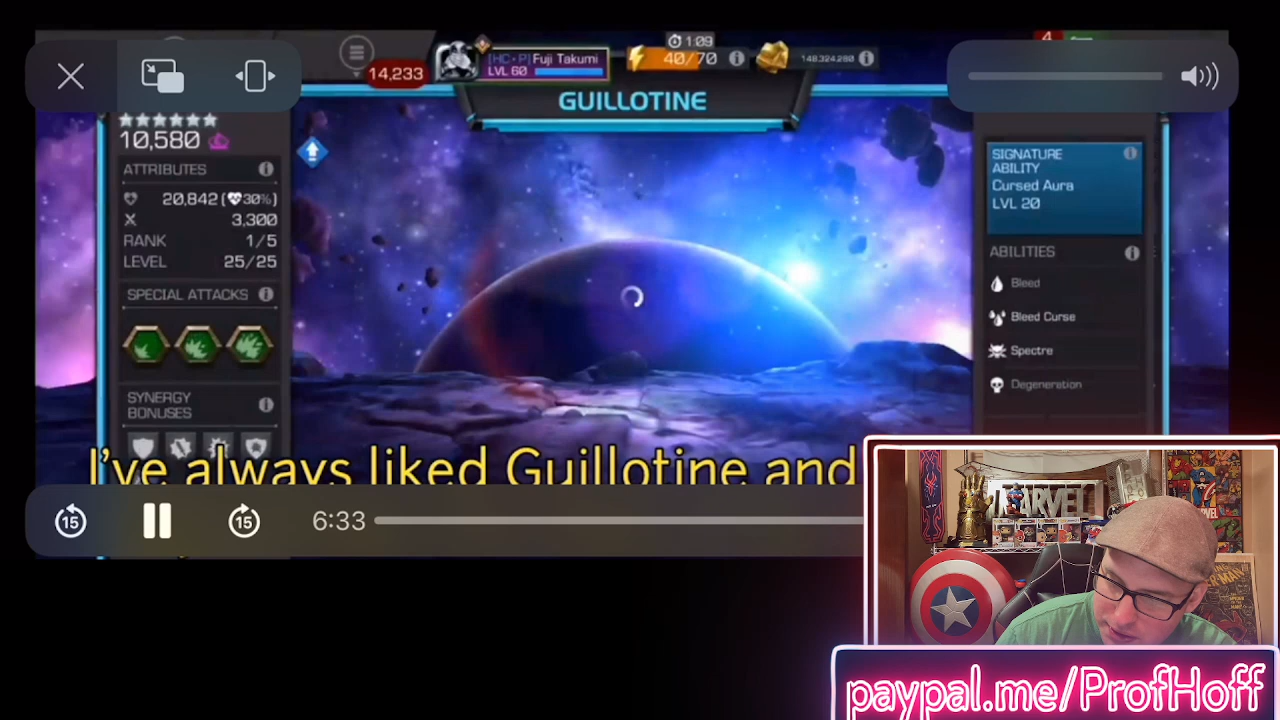 1:09
14,233
[HC•P] Fuji Takumi
LVL 60
40/70
148,324,280
4
GUILLOTINE
10,580
ATTRIBUTES
20,842 (30%)
3,300
RANK 1/5
LEVEL 25/25
SPECIAL ATTACKS
SYNERGY
BONUSES
SIGNATURE
ABILITY
Cursed Aura
LVL 20
ABILITIES
Bleed
Bleed Curse
Spectre
Degeneration
I've always liked Guillotine and
15
15
6:33
MARVEL
paypal.me/ProfHoff